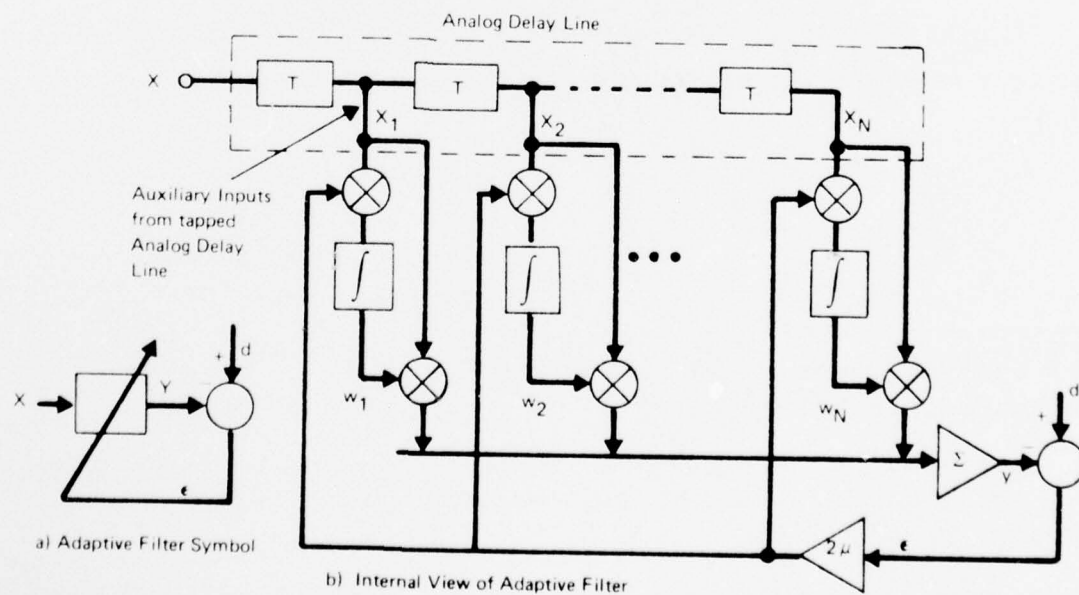 Analog Delay Line
X
T
T
T
X1
X2
XN
Auxiliary Inputs
from tapped
Analog Delay
Line
∫
∫
∫
•••
w1
w2
wN
+
d
X
Y
ϵ
Σ
y
+
d
2μ
ϵ
a) Adaptive Filter Symbol
b) Internal View of Adaptive Filter